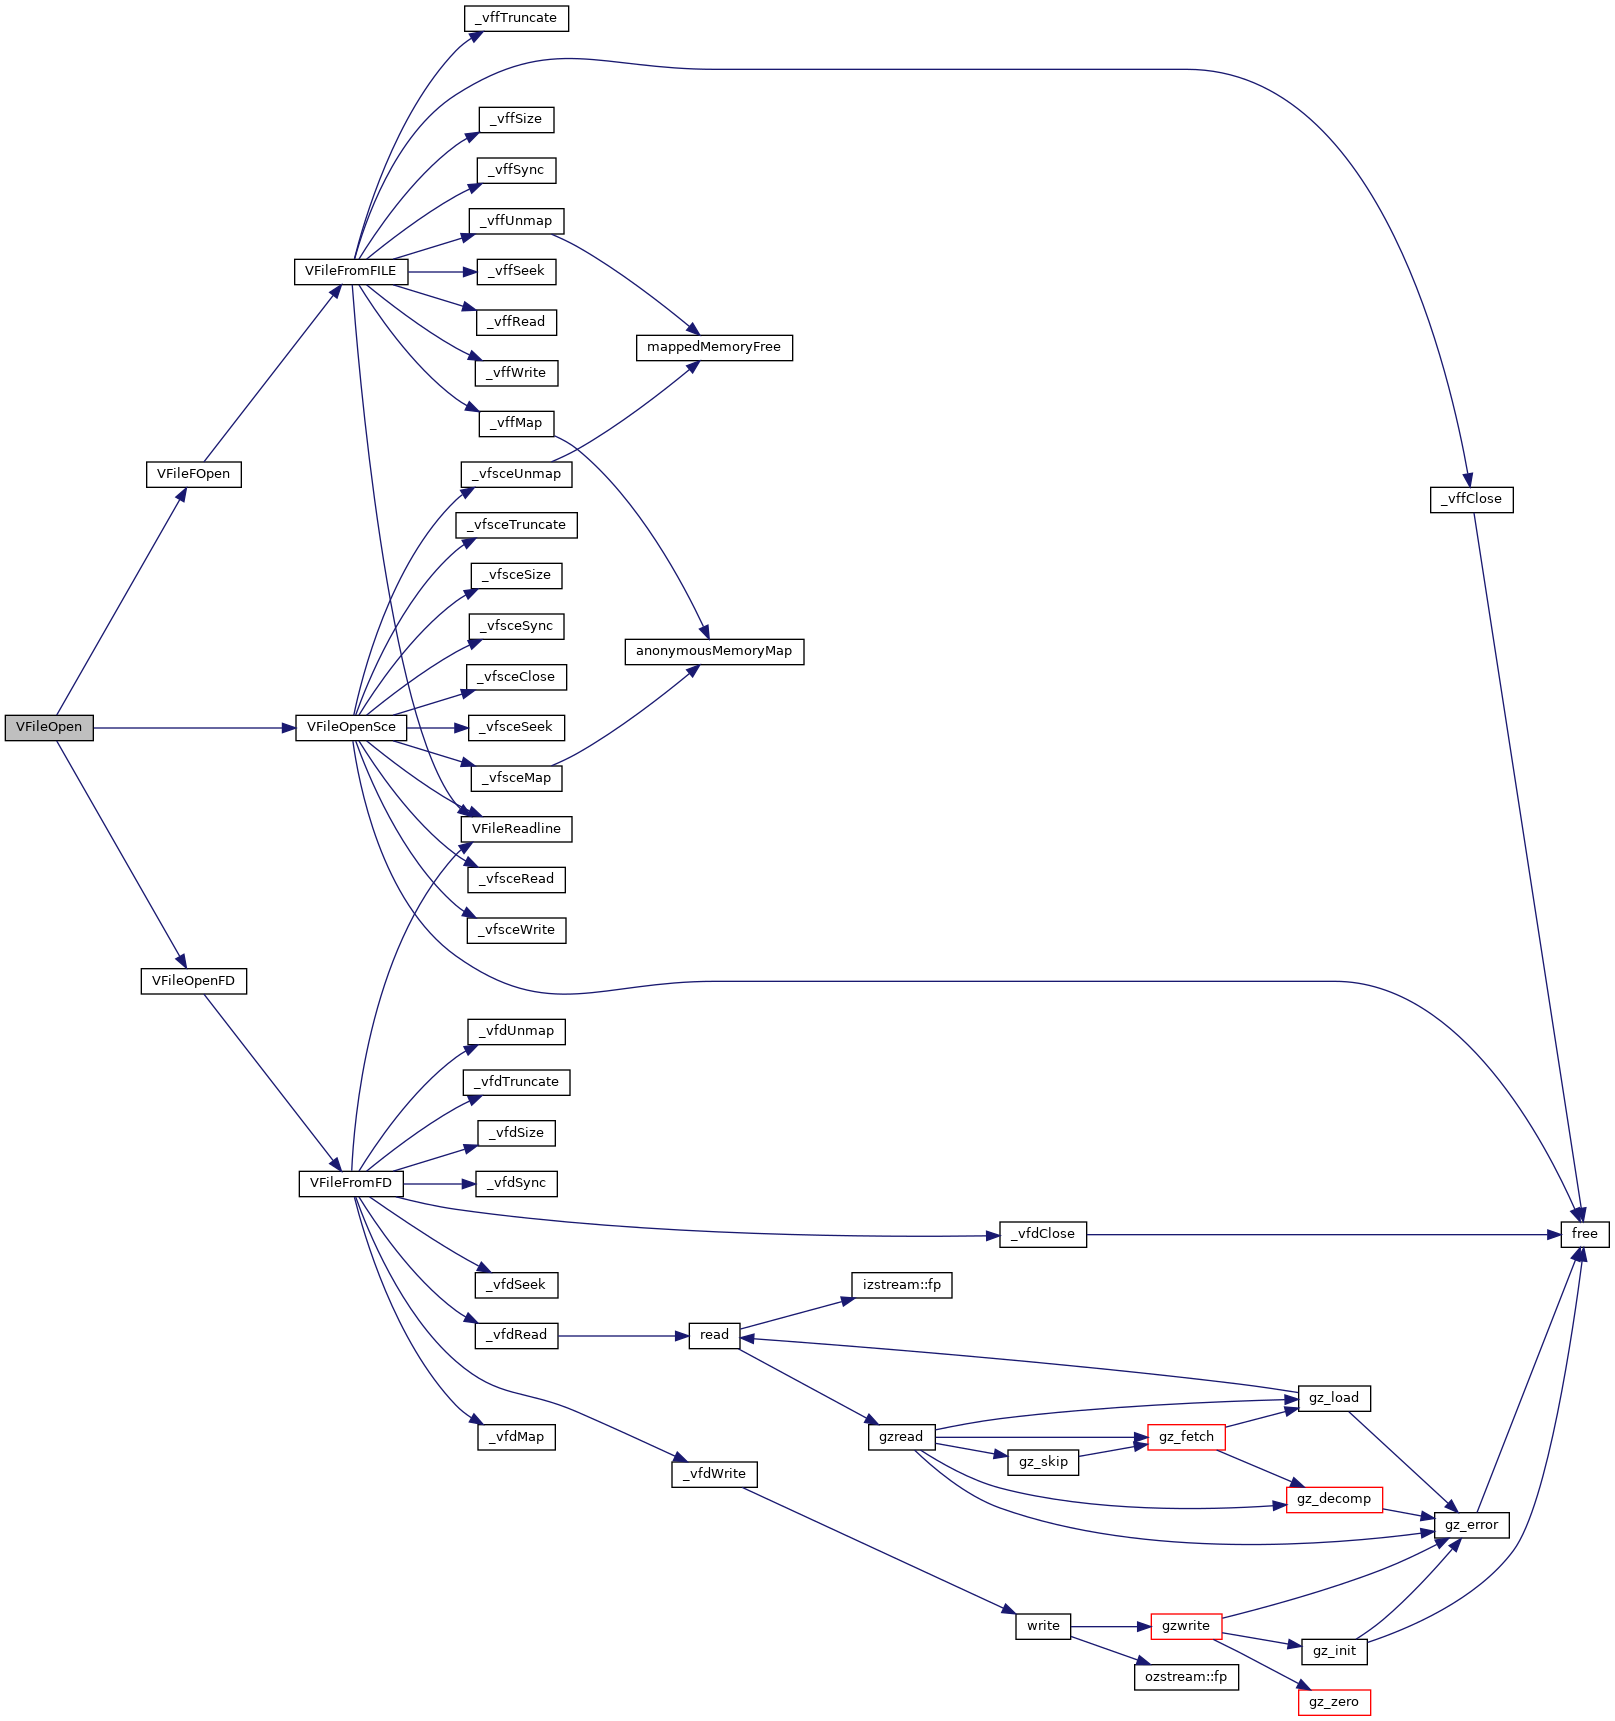 _vffTruncate
_vffSize
_vffSync
_vffUnmap
VFileFromFILE
_vffSeek
_vffRead
mappedMemoryFree
_vffWrite
_vffMap
VFileFOpen
_vfsceUnmap
_vffClose
_vfsceTruncate
_vfsceSize
_vfsceSync
anonymousMemoryMap
_vfsceClose
VFileOpen
VFileOpenSce
_vfsceSeek
_vfsceMap
VFileReadline
_vfsceRead
_vfsceWrite
VFileOpenFD
_vfdUnmap
_vfdTruncate
_vfdSize
VFileFromFD
_vfdSync
_vfdClose
free
_vfdSeek
izstream::fp
_vfdRead
read
gz_load
_vfdMap
gzread
gz_fetch
gz_skip
_vfdWrite
gz_decomp
gz_error
write
gzwrite
gz_init
ozstream::fp
gz_zero